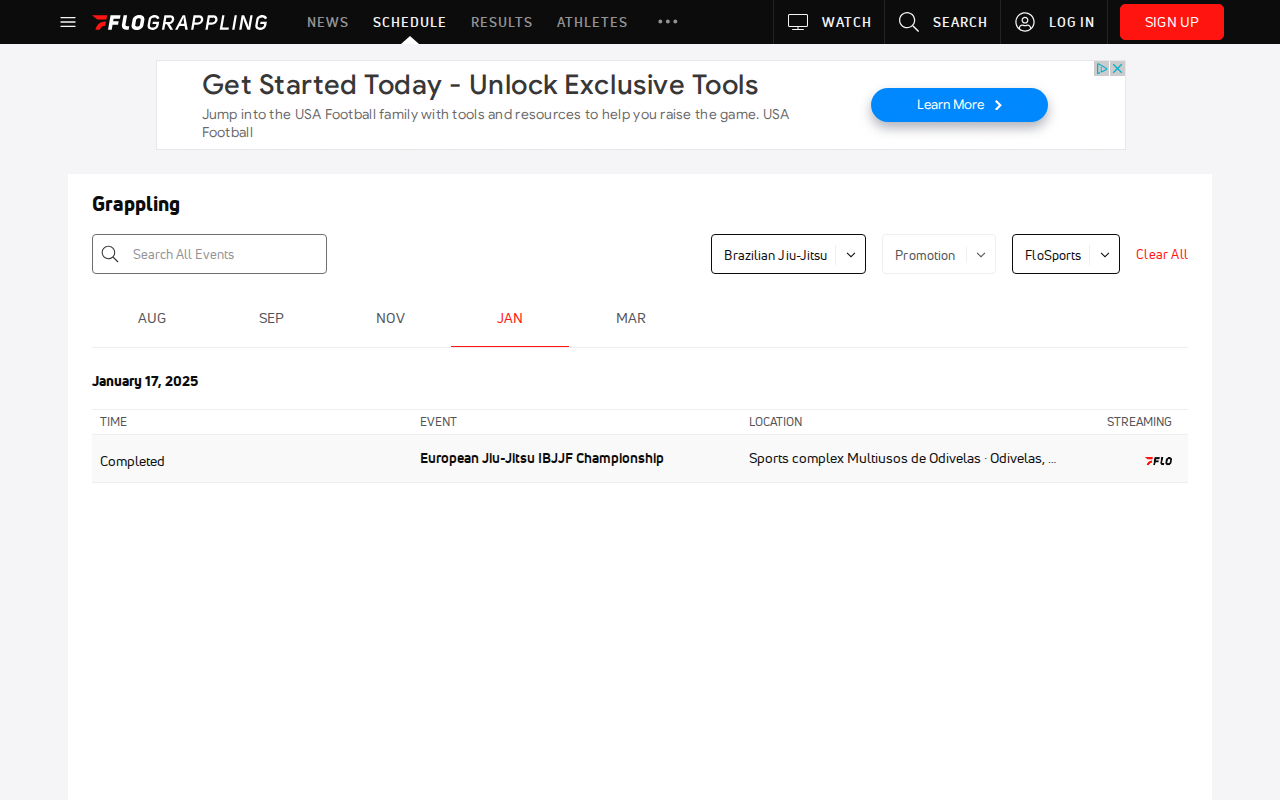 FLOGRAPPLING NEWS SCHEDULE RESULTS ATHLETES WATCH SEARCH LOG IN SIGN UP
Get Started Today - Unlock Exclusive Tools
Jump into the USA Football family with tools and resources to help you raise the game. USA
Football
Learn More
Grappling
Search All Events Brazilian Jiu-Jitsu Promotion FloSports Clear All
AUG SEP NOV JAN MAR
January 17, 2025
TIME EVENT LOCATION STREAMING
Completed European Jiu-Jitsu IBJJF Championship Sports complex Multiusos de Odivelas · Odivelas, ... FLO